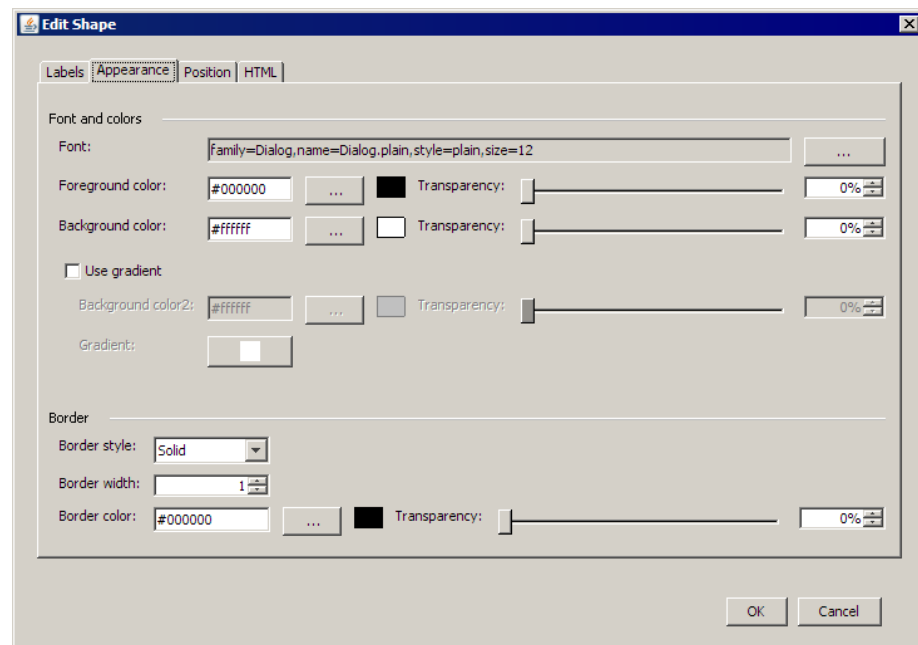 Edit Shape
Labels Appearance Position HTML
Font and colors
Font: family=Dialog,name=Dialog.plain,style=plain,size=12 ...
Foreground color: #000000 ... Transparency: 0%
Background color: #ffffff ... Transparency: 0%
Use gradient
Background color2: #ffffff ... Transparency: 0%
Gradient:
Border
Border style: Solid
Border width: 1
Border color: #000000 ... Transparency: 0%
OK Cancel